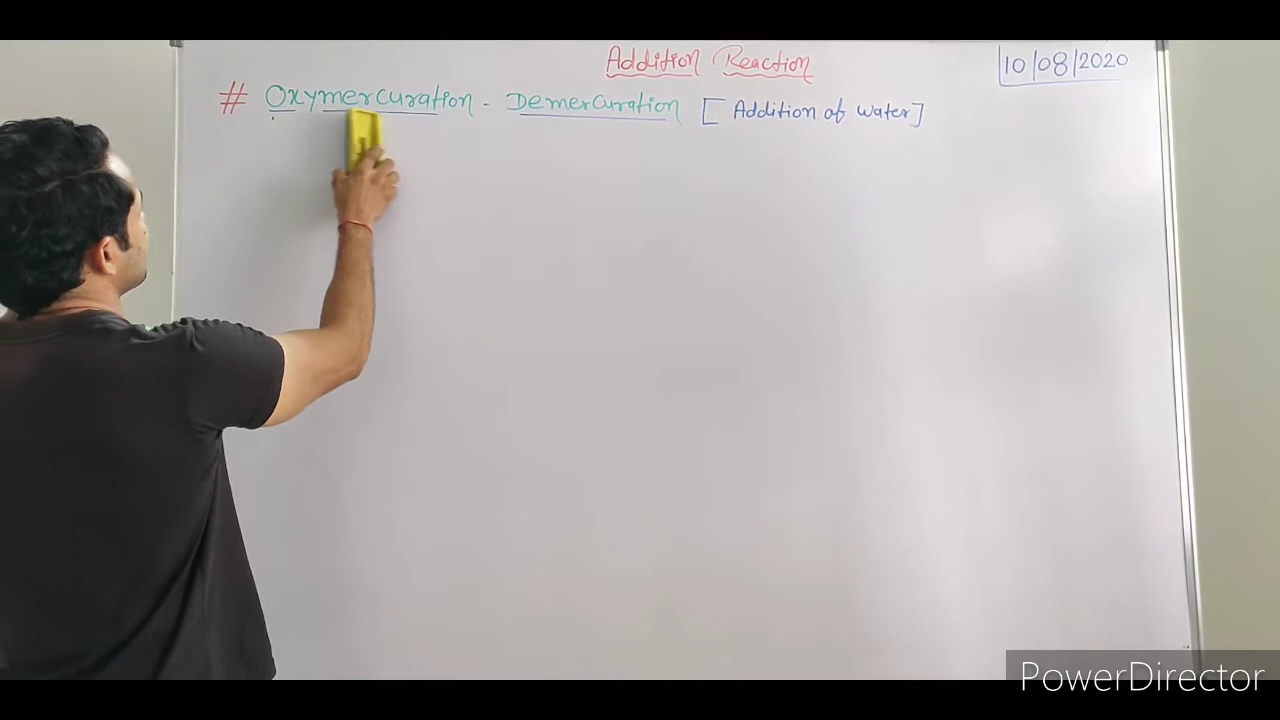 Addition Reaction
10/08/2020
# Oxymercuration - Demercuration [ Addition of water]
PowerDirector